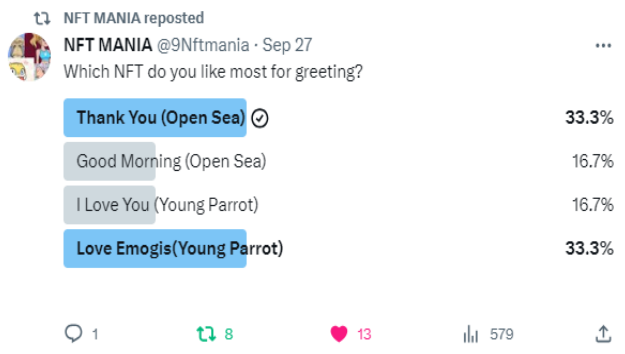 NFT MANIA reposted
NFT MANIA @9Nftmania · Sep 27
Which NFT do you like most for greeting?
Thank You (Open Sea) 33.3%
Good Morning (Open Sea) 16.7%
I Love You (Young Parrot) 16.7%
Love Emogis(Young Parrot) 33.3%
1 8 13 579